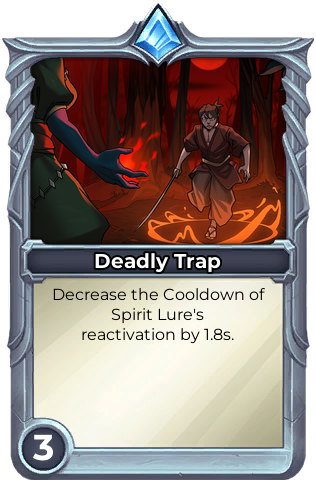 Deadly Trap
Decrease the Cooldown of
Spirit Lure's
reactivation by 1.8s.
3